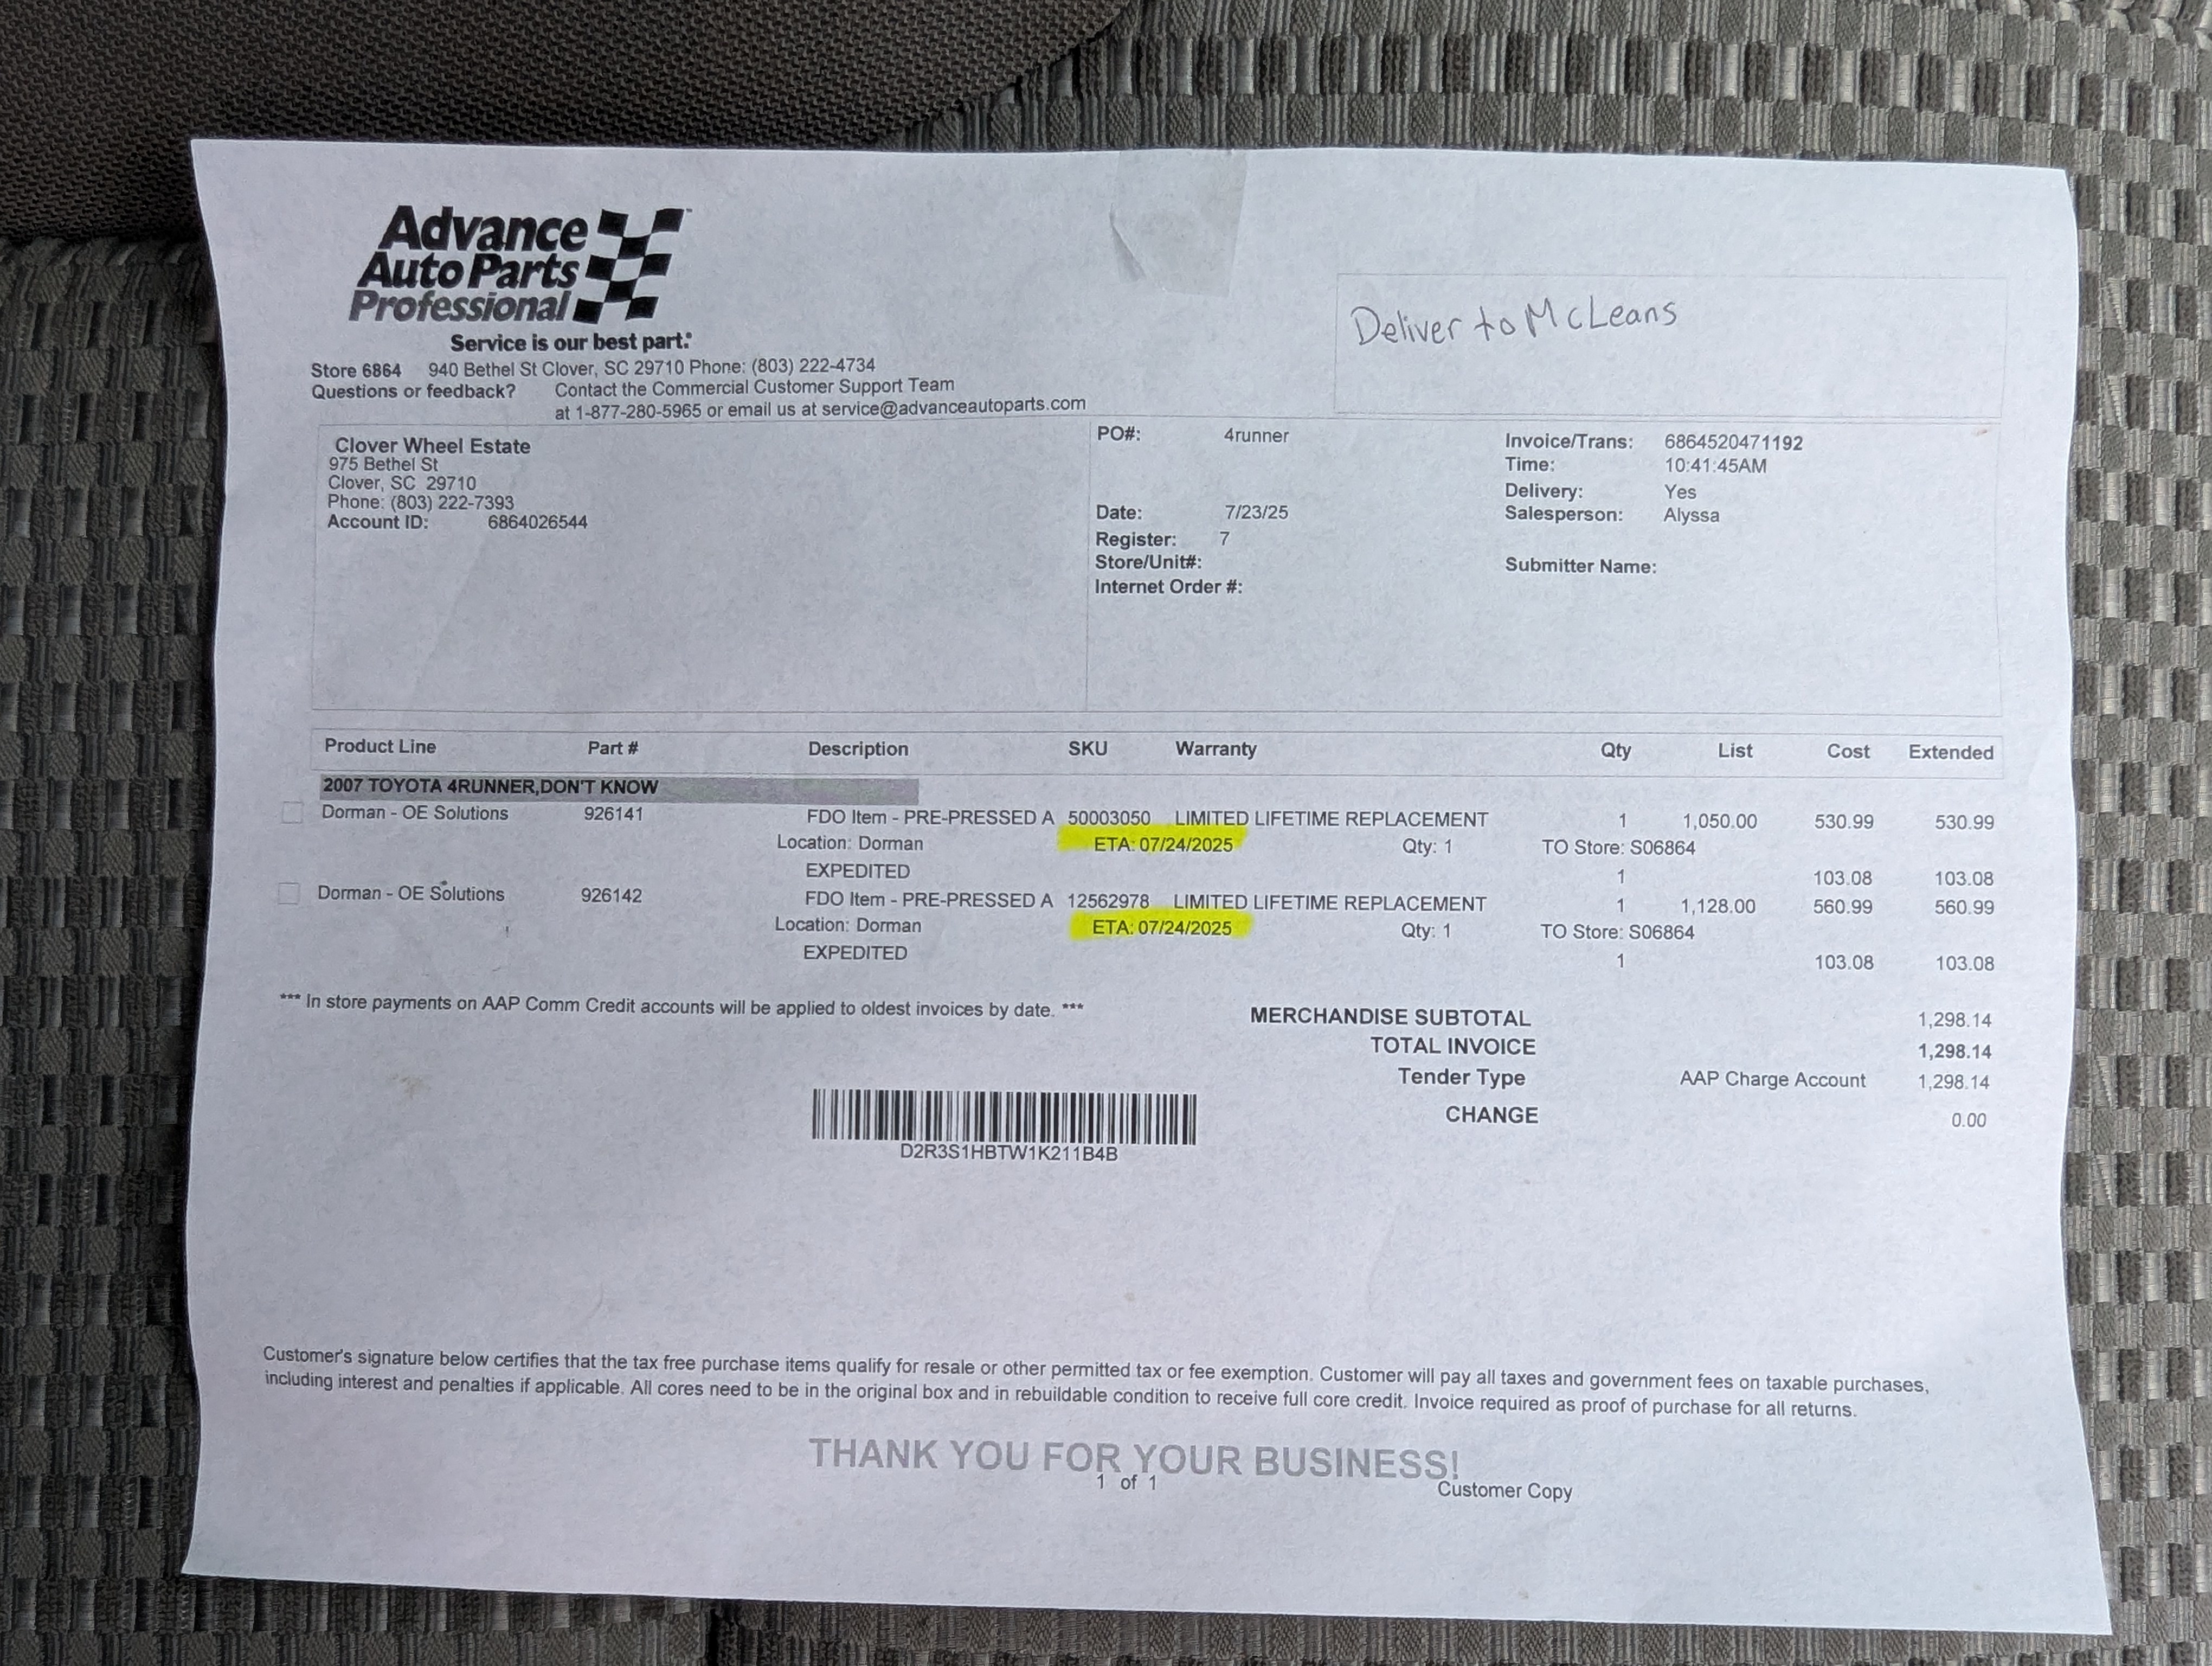 Advance
Auto Parts
Professional
Service is our best part.
Deliver to McLeans
Store 6864 940 Bethel St Clover, SC 29710 Phone: (803) 222-4734
Questions or feedback? Contact the Commercial Customer Support Team
at 1-877-280-5965 or email us at service@advanceautoparts.com
Clover Wheel Estate
975 Bethel St
Clover, SC 29710
Phone: (803) 222-7393
Account ID: 6864026544
PO#: 4runner
Date: 7/23/25
Register: 7
Store/Unit#:
Internet Order #:
Invoice/Trans: 6864520471192
Time: 10:41:45AM
Delivery: Yes
Salesperson: Alyssa
Submitter Name:
Product Line Part # Description SKU Warranty Qty List Cost Extended
2007 TOYOTA 4RUNNER,DON'T KNOW
Dorman - OE Solutions 926141 FDO Item - PRE-PRESSED A 50003050 LIMITED LIFETIME REPLACEMENT 1 1,050.00 530.99 530.99
Location: Dorman ETA: 07/24/2025 Qty: 1 TO Store: S06864
EXPEDITED 1 103.08 103.08
Dorman - OE Solutions 926142 FDO Item - PRE-PRESSED A 12562978 LIMITED LIFETIME REPLACEMENT 1 1,128.00 560.99 560.99
Location: Dorman ETA: 07/24/2025 Qty: 1 TO Store: S06864
EXPEDITED 1 103.08 103.08
*** In store payments on AAP Comm Credit accounts will be applied to oldest invoices by date. ***
MERCHANDISE SUBTOTAL 1,298.14
TOTAL INVOICE 1,298.14
Tender Type AAP Charge Account 1,298.14
CHANGE 0.00
D2R3S1HBTW1K211B4B
Customer's signature below certifies that the tax free purchase items qualify for resale or other permitted tax or fee exemption. Customer will pay all taxes and government fees on taxable purchases,
including interest and penalties if applicable. All cores need to be in the original box and in rebuildable condition to receive full core credit. Invoice required as proof of purchase for all returns.
THANK YOU FOR YOUR BUSINESS!
1 of 1
Customer Copy